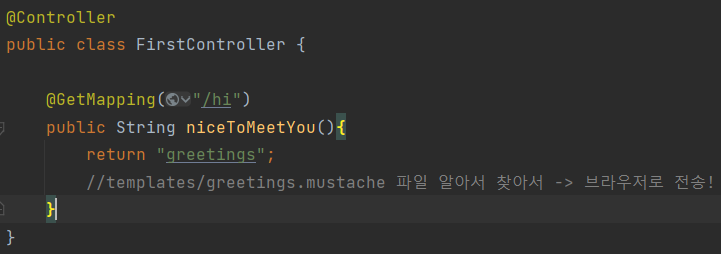 @Controller
public class FirstController {
@GetMapping("/hi")
public String niceToMeetYou(){
return "greetings";
//templates/greetings.mustache 파일 알아서 찾아서 -> 브라우저로 전송!
}
}